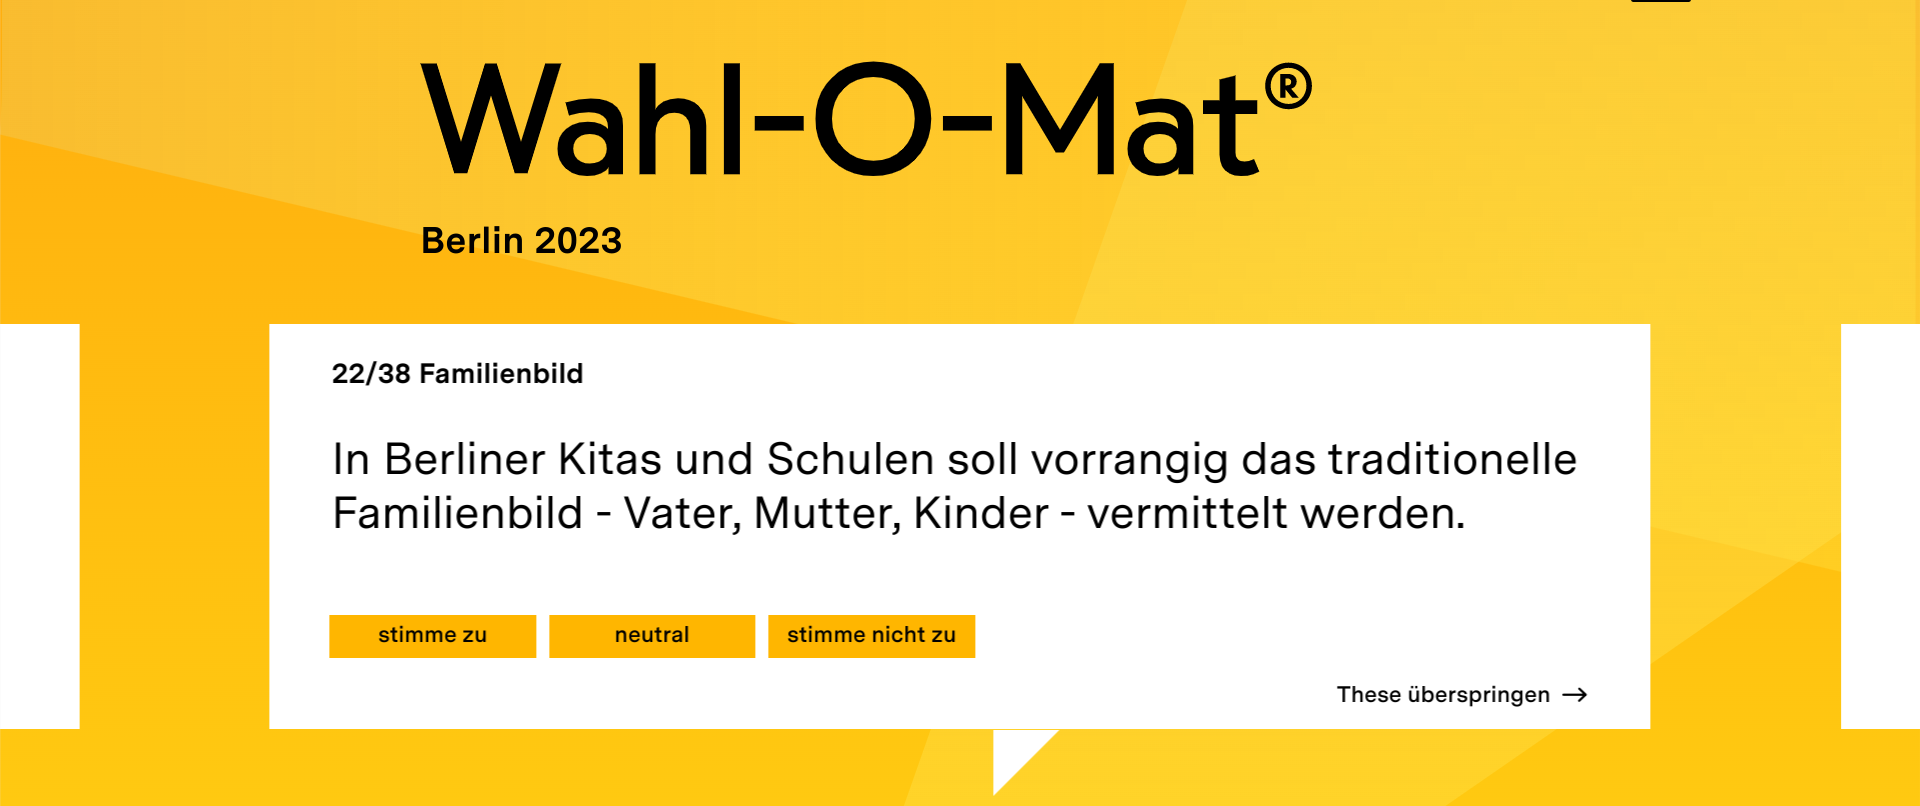 Wahl-O-Mat®
Berlin 2023
22/38 Familienbild
In Berliner Kitas und Schulen soll vorrangig das traditionelle
Familienbild - Vater, Mutter, Kinder - vermittelt werden.
stimme zu
neutral
stimme nicht zu
These überspringen →